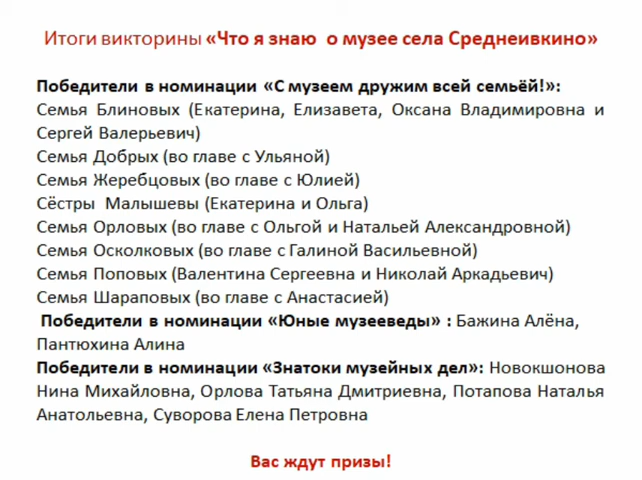 Итоги викторины «Что я знаю о музее села Среднеивкино»
Победители в номинации «С музеем дружим всей семьёй!»:
Семья Блиновых (Екатерина, Елизавета, Оксана Владимировна и
Сергей Валерьевич)
Семья Добрых (во главе с Ульяной)
Семья Жеребцовых (во главе с Юлией)
Сёстры Малышевы (Екатерина и Ольга)
Семья Орловых (во главе с Ольгой и Натальей Александровной)
Семья Осколковых (во главе с Галиной Васильевной)
Семья Поповых (Валентина Сергеевна и Николай Аркадьевич)
Семья Шараповых (во главе с Анастасией)
Победители в номинации «Юные музееведы» : Бажина Алёна,
Пантюхина Алина
Победители в номинации «Знатоки музейных дел»: Новокшонова
Нина Михайловна, Орлова Татьяна Дмитриевна, Потапова Наталья
Анатольевна, Суворова Елена Петровна
Вас ждут призы!